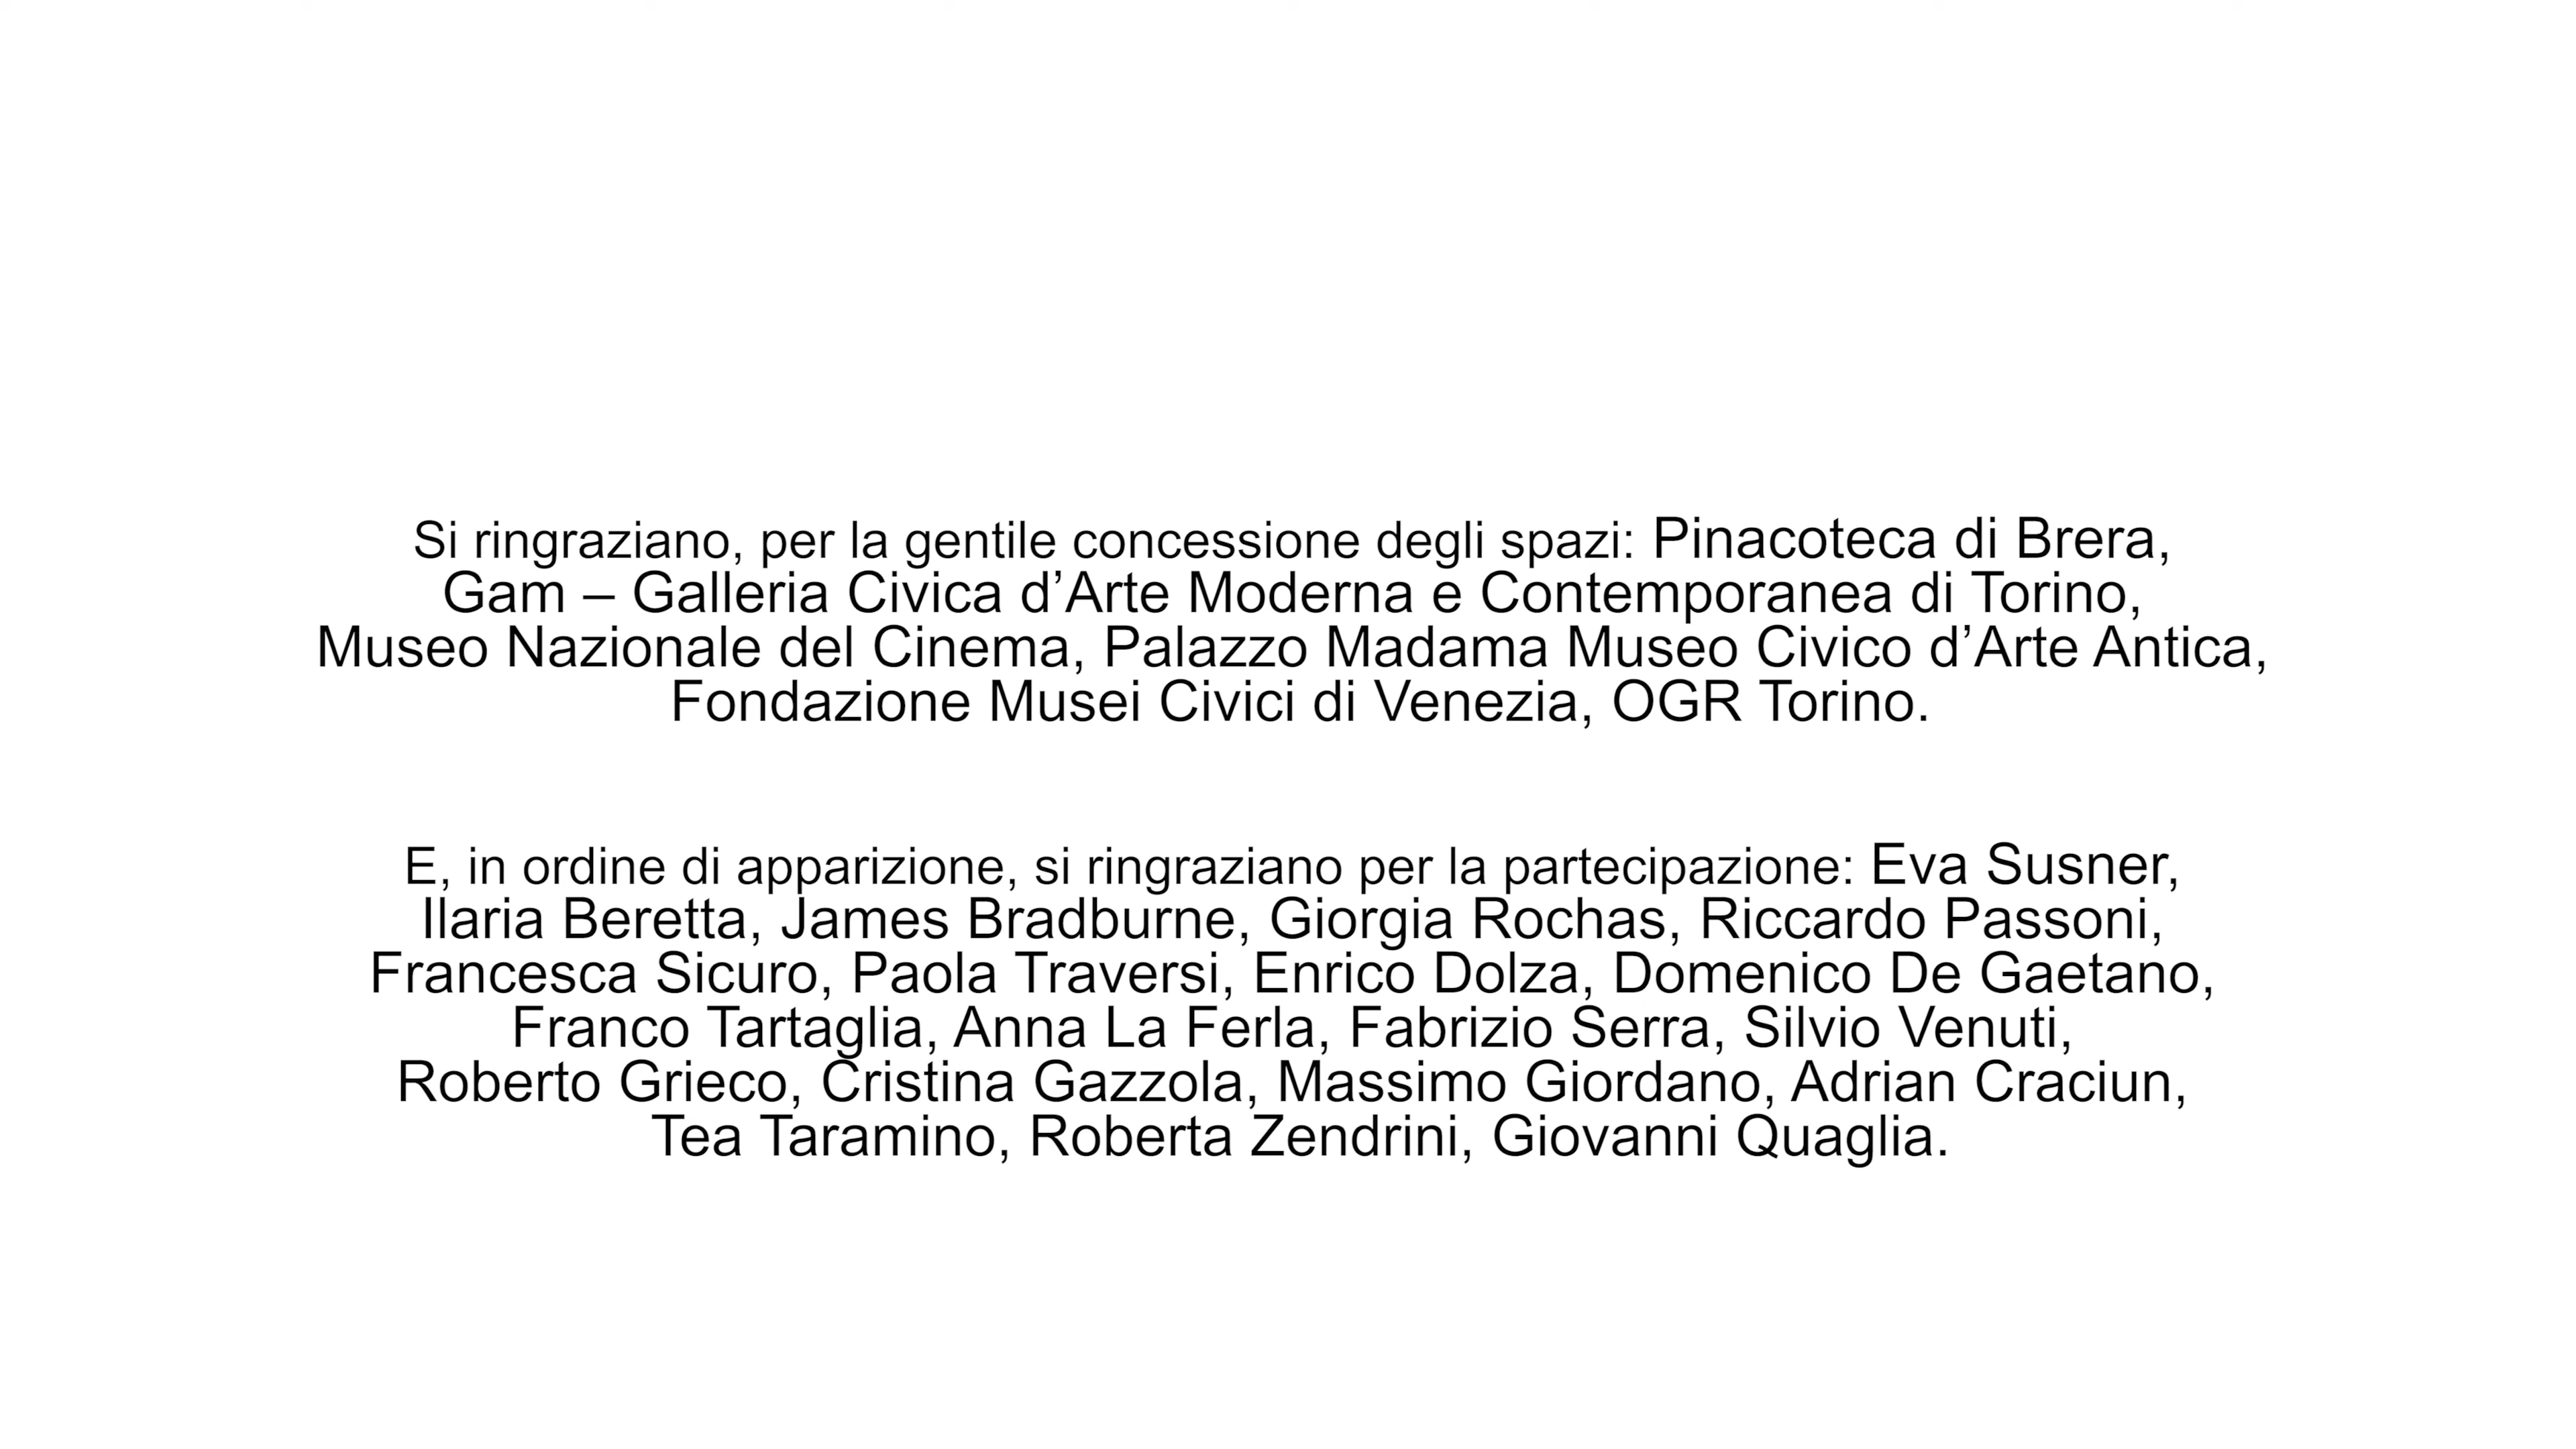 Si ringraziano, per la gentile concessione degli spazi: Pinacoteca di Brera,
Gam – Galleria Civica d’Arte Moderna e Contemporanea di Torino,
Museo Nazionale del Cinema, Palazzo Madama Museo Civico d’Arte Antica,
Fondazione Musei Civici di Venezia, OGR Torino.
E, in ordine di apparizione, si ringraziano per la partecipazione: Eva Susner,
Ilaria Beretta, James Bradburne, Giorgia Rochas, Riccardo Passoni,
Francesca Sicuro, Paola Traversi, Enrico Dolza, Domenico De Gaetano,
Franco Tartaglia, Anna La Ferla, Fabrizio Serra, Silvio Venuti,
Roberto Grieco, Cristina Gazzola, Massimo Giordano, Adrian Craciun,
Tea Taramino, Roberta Zendrini, Giovanni Quaglia.